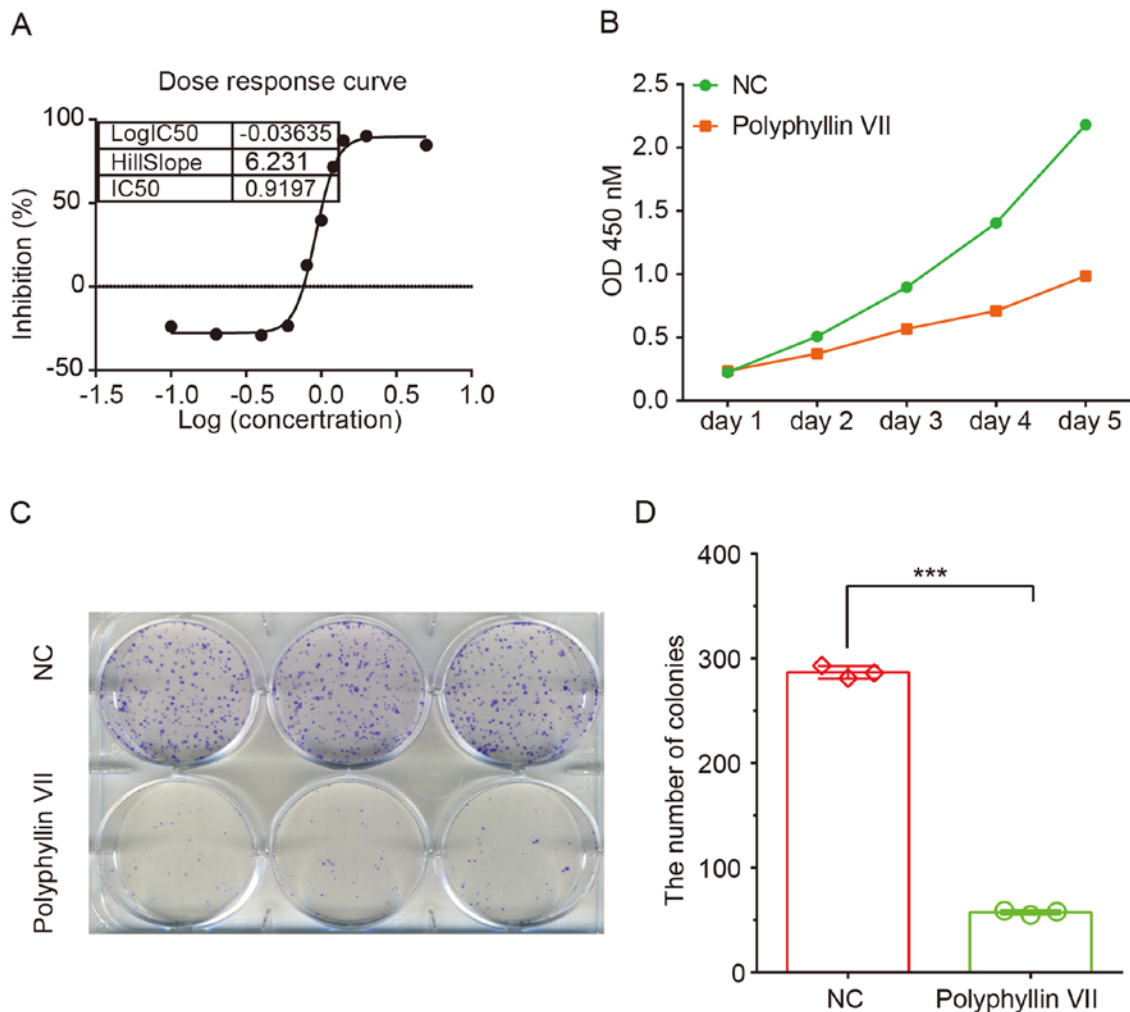 A
Dose response curve
100
50
0
-50
Inhibition (%)
LogIC50 -0.03635
HillSlope 6.231
IC50 0.9197
-1.5 -1.0 -0.5 0.0 0.5 1.0
Log (concertration)
B
NC
Polyphyllin VII
2.5
2.0
1.5
1.0
0.5
0.0
OD 450 nM
day 1 day 2 day 3 day 4 day 5
C
NC
Polyphyllin VII
D
400
300
200
100
0
The number of colonies
***
NC Polyphyllin VII